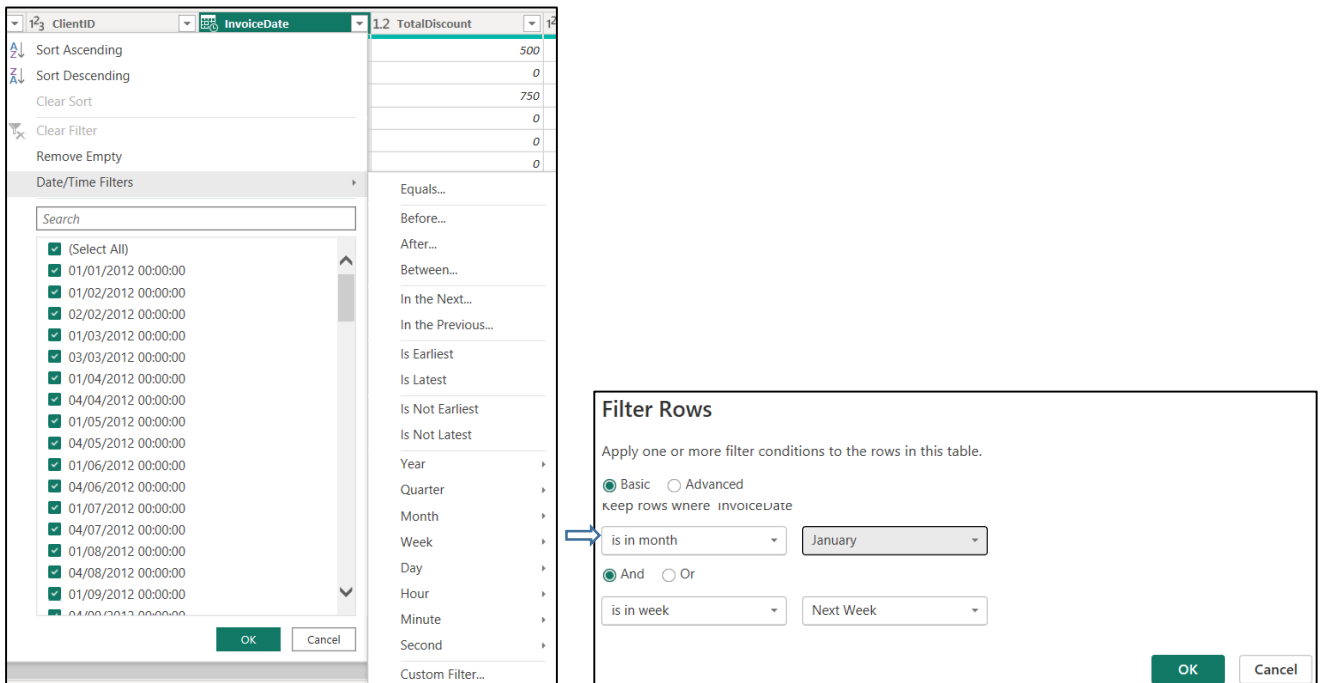 1²3 ClientID InvoiceDate 1.2 TotalDiscount 12
Sort Ascending
Sort Descending
Clear Sort
Clear Filter
Remove Empty
Date/Time Filters
Search
(Select All)
01/01/2012 00:00:00
01/02/2012 00:00:00
02/02/2012 00:00:00
01/03/2012 00:00:00
03/03/2012 00:00:00
01/04/2012 00:00:00
04/04/2012 00:00:00
01/05/2012 00:00:00
04/05/2012 00:00:00
01/06/2012 00:00:00
04/06/2012 00:00:00
01/07/2012 00:00:00
04/07/2012 00:00:00
01/08/2012 00:00:00
04/08/2012 00:00:00
01/09/2012 00:00:00
04/09/2012 00:00:00
OK Cancel
500
0
750
0
0
0
Equals...
Before...
After...
Between...
In the Next...
In the Previous...
Is Earliest
Is Latest
Is Not Earliest
Is Not Latest
Year
Quarter
Month
Week
Day
Hour
Minute
Second
Custom Filter...
Filter Rows
Apply one or more filter conditions to the rows in this table.
Basic Advanced
Keep rows where 'InvoiceDate'
is in month January
And Or
is in week Next Week
OK Cancel